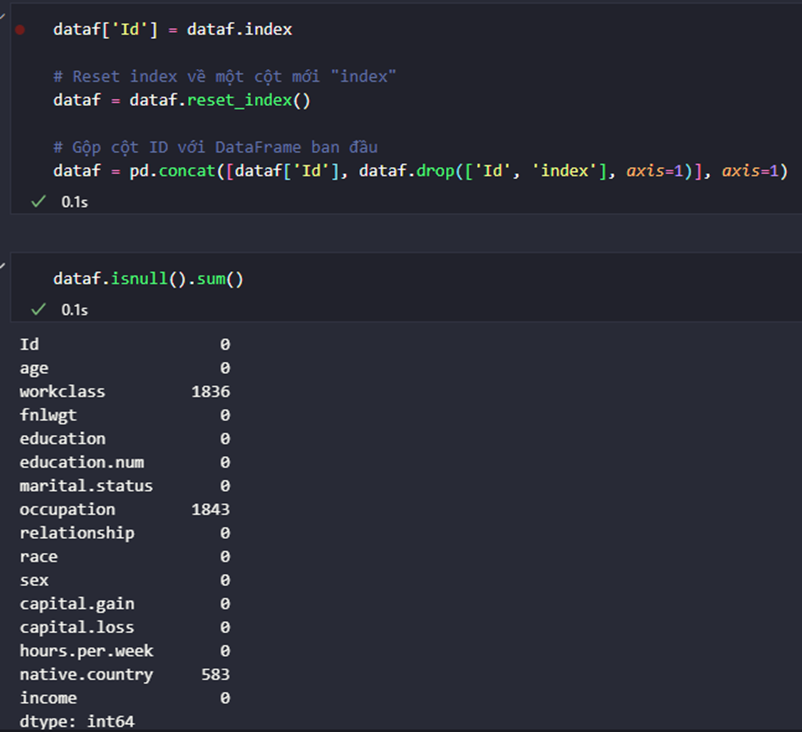 dataf['Id'] = dataf.index
# Reset index về một cột mới "index"
dataf = dataf.reset_index()
# Gộp cột ID với DataFrame ban đầu
dataf = pd.concat([dataf['Id'], dataf.drop(['Id', 'index'], axis=1)], axis=1)
0.1s
dataf.isnull().sum()
0.1s
Id 0
age 0
workclass 1836
fnlwgt 0
education 0
education.num 0
marital.status 0
occupation 1843
relationship 0
race 0
sex 0
capital.gain 0
capital.loss 0
hours.per.week 0
native.country 583
income 0
dtype: int64